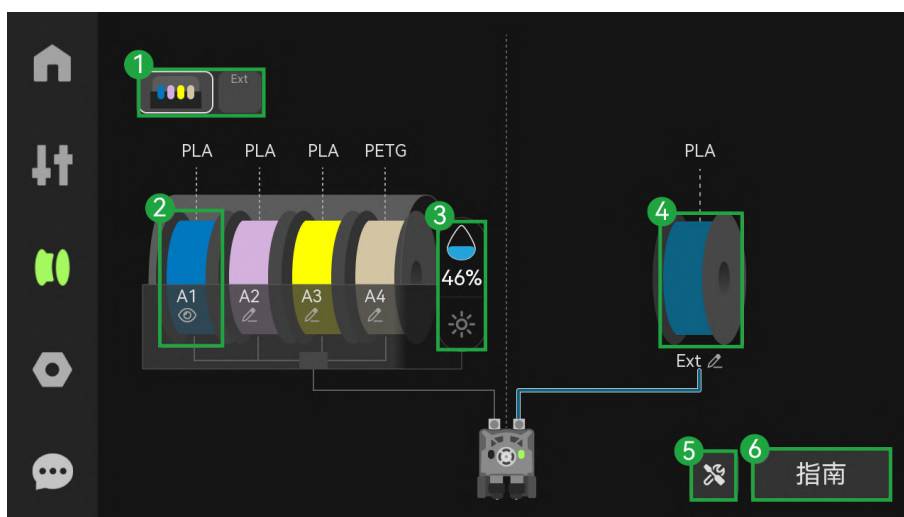 1
Ext
PLA PLA PLA PETG
PLA
2
3
4
46%
A1 A2 A3 A4
Ext
5
6
指南